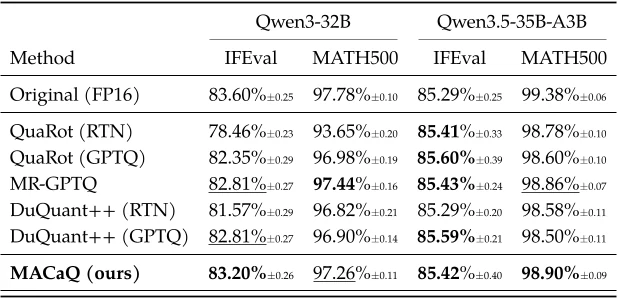 Qwen3-32B Qwen3.5-35B-A3B
Method IFEval MATH500 IFEval MATH500
Original (FP16) 83.60%±0.25 97.78%±0.10 85.29%±0.25 99.38%±0.06
QuaRot (RTN) 78.46%±0.23 93.65%±0.20 85.41±0.33 98.78%±0.10
QuaRot (GPTQ) 82.35%±0.29 96.98%±0.19 85.60%±0.39 98.60%±0.10
MR-GPTQ 82.81%±0.27 97.44%±0.16 85.43%±0.24 98.86%±0.07
DuQuant++ (RTN) 81.57%±0.29 96.82%±0.21 85.29%±0.20 98.58%±0.11
DuQuant++ (GPTQ) 82.81%±0.27 96.90%±0.14 85.59%±0.21 98.50%±0.11
MACaQ (ours) 83.20%±0.26 97.26%±0.11 85.42%±0.40 98.90%±0.09